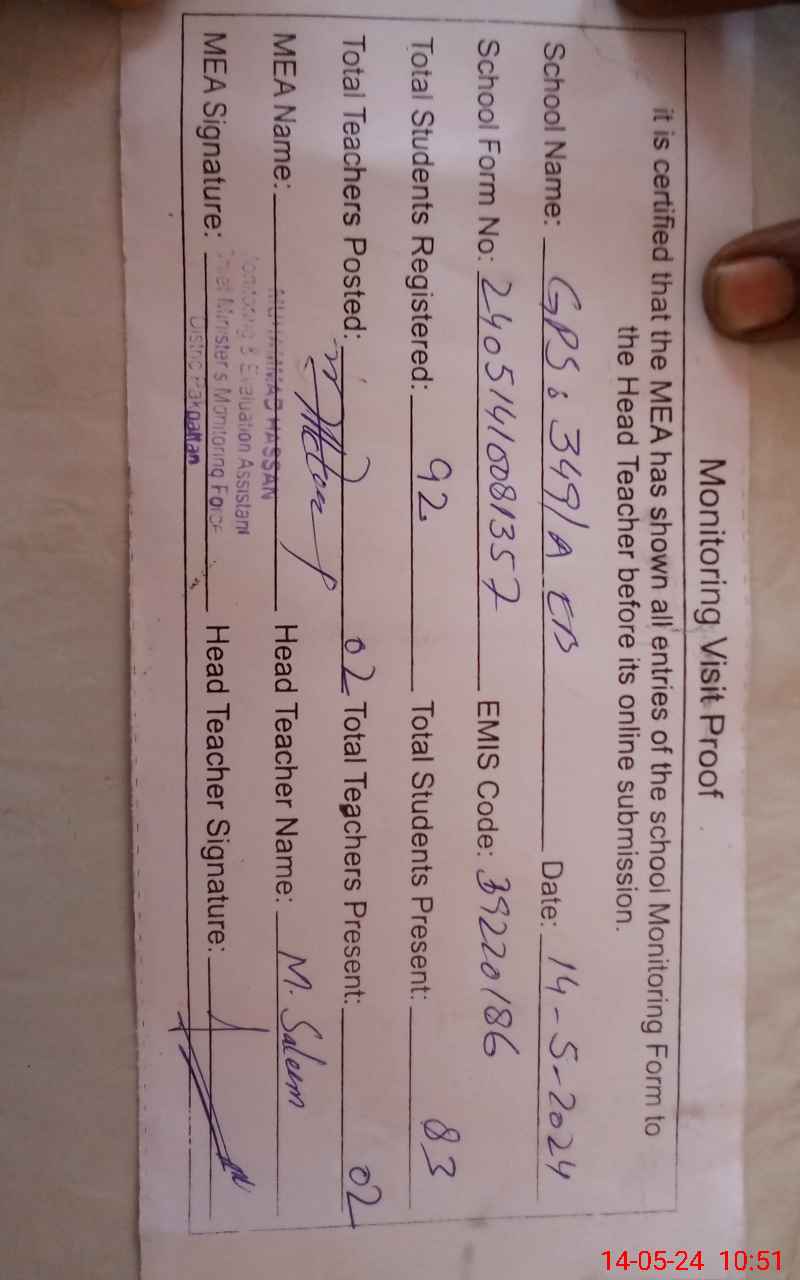 Monitoring Visit Proof
it is certified that the MEA has shown all entries of the school Monitoring Form to
the Head Teacher before its online submission.
School Name: GPS: 349/A EB Date: 14-5-2024
School Form No: 24051410081357 EMIS Code: 39220186
Total Students Registered: 92 Total Students Present: 83
Total Teachers Posted: 02 Total Teachers Present: 02
MEA Name: MUHAMMAD HASSAN Head Teacher Name: M. Saleem
Monitoring & Evaluation Assistant
MEA Signature: Chief Minister's Monitoring Force Head Teacher Signature:
District Pakpattan
14-05-24 10:51